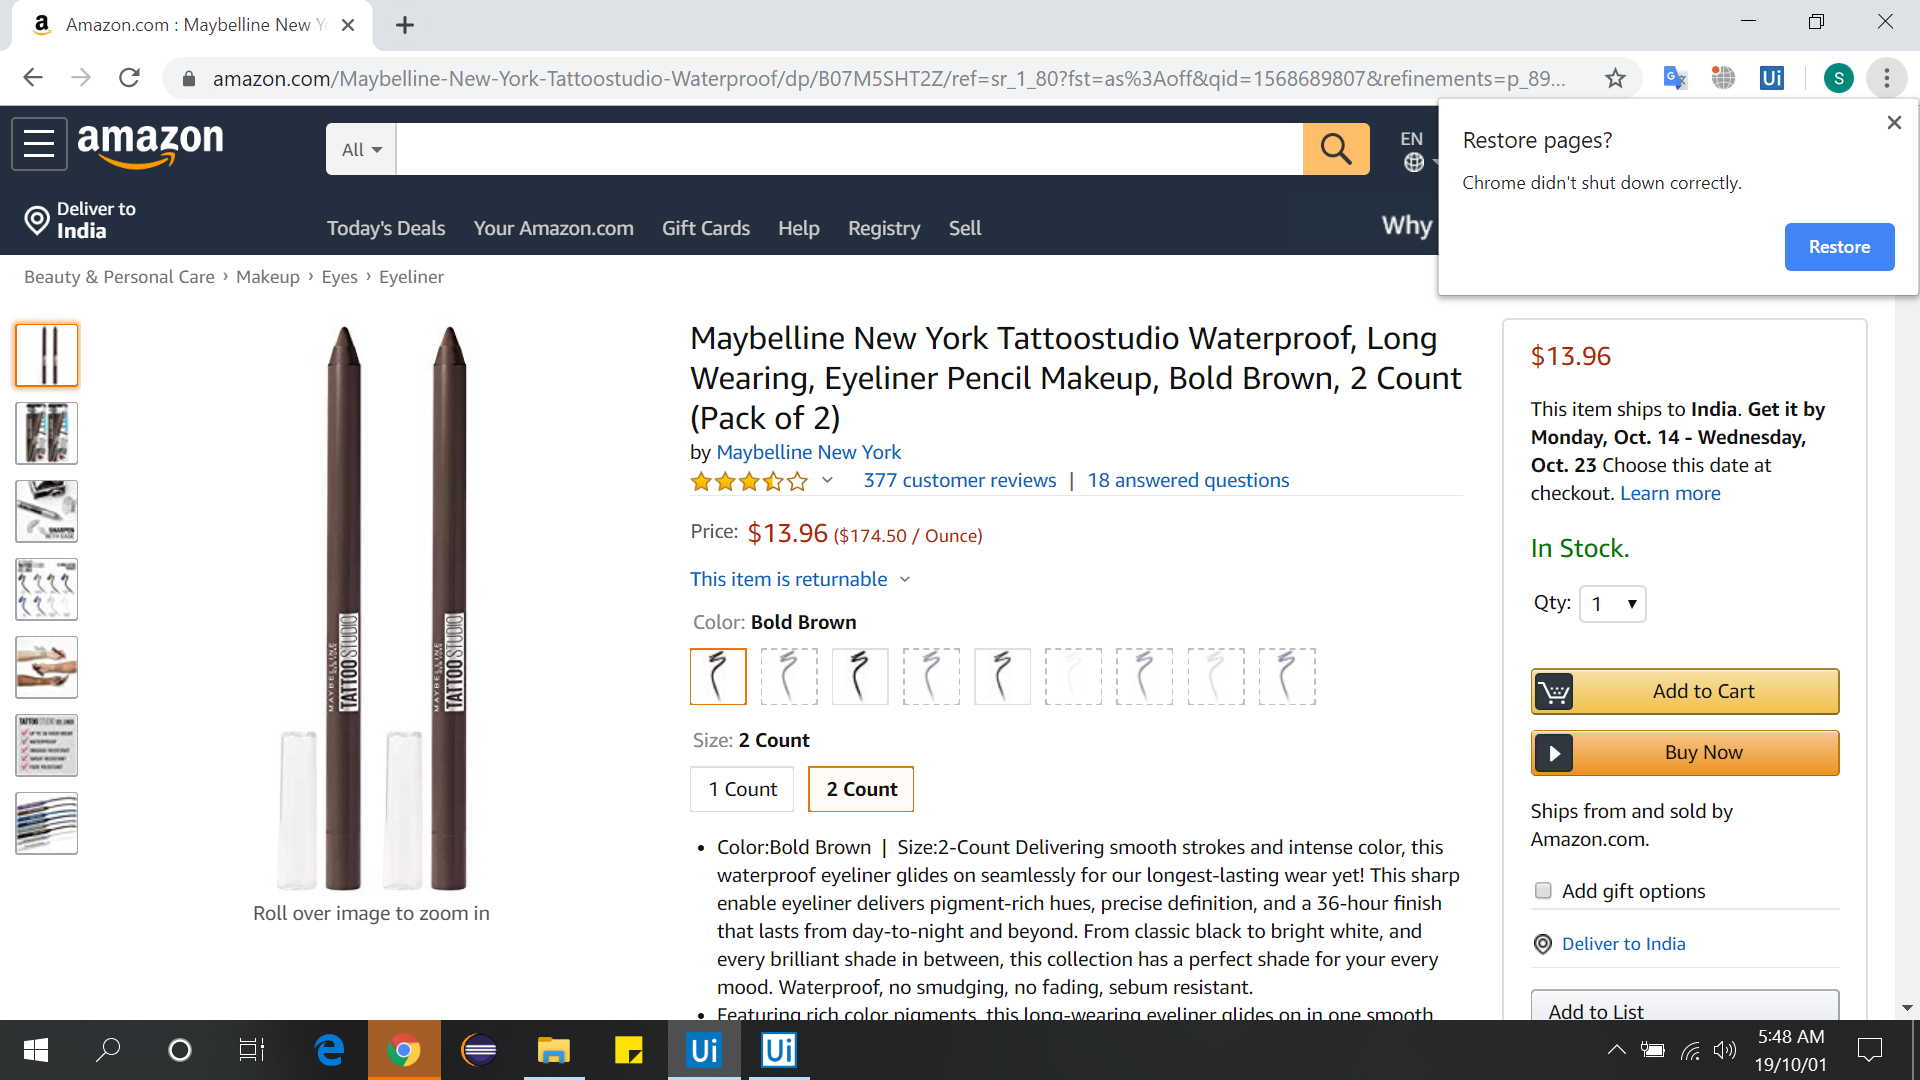 Amazon.com : Maybelline New Y
amazon.com/Maybelline-New-York-Tattoostudio-Waterproof/dp/B07M5SHT2Z/ref=sr_1_80?fst=as%3Aoff&qid=1568689807&refinements=p_89...
Ui
S
Restore pages?
Chrome didn't shut down correctly.
Restore
amazon
All
EN
Deliver to
India
Today's Deals
Your Amazon.com
Gift Cards
Help
Registry
Sell
Why
Beauty & Personal Care › Makeup › Eyes › Eyeliner
MAYBELLINE
TATTOO STUDIO
MAYBELLINE
TATTOO STUDIO
Roll over image to zoom in
Maybelline New York Tattoostudio Waterproof, Long
Wearing, Eyeliner Pencil Makeup, Bold Brown, 2 Count
(Pack of 2)
by Maybelline New York
377 customer reviews | 18 answered questions
Price: $13.96 ($174.50 / Ounce)
This item is returnable
Color: Bold Brown
Size: 2 Count
1 Count
2 Count
• Color:Bold Brown | Size:2-Count Delivering smooth strokes and intense color, this
waterproof eyeliner glides on seamlessly for our longest-lasting wear yet! This sharp
enable eyeliner delivers pigment-rich hues, precise definition, and a 36-hour finish
that lasts from day-to-night and beyond. From classic black to bright white, and
every brilliant shade in between, this collection has a perfect shade for your every
mood. Waterproof, no smudging, no fading, sebum resistant.
• Featuring rich color pigments, this long-wearing eyeliner glides on in one smooth
$13.96
This item ships to India. Get it by
Monday, Oct. 14 - Wednesday,
Oct. 23 Choose this date at
checkout. Learn more
In Stock.
Qty: 1
Add to Cart
Buy Now
Ships from and sold by
Amazon.com.
Add gift options
Deliver to India
Add to List
Ui
Ui
5:48 AM
19/10/01